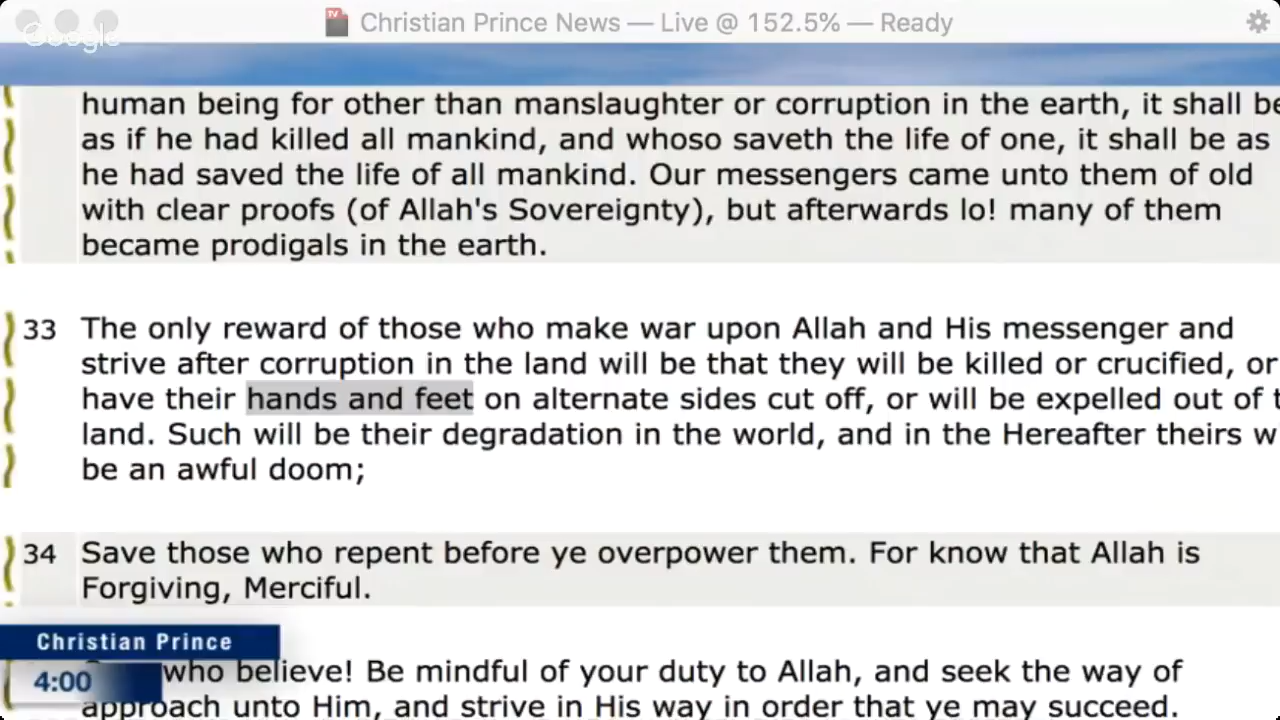 Christian Prince News — Live @ 152.5% — Ready
Google
human being for other than manslaughter or corruption in the earth, it shall be
as if he had killed all mankind, and whoso saveth the life of one, it shall be as
he had saved the life of all mankind. Our messengers came unto them of old
with clear proofs (of Allah's Sovereignty), but afterwards lo! many of them
became prodigals in the earth.
33 The only reward of those who make war upon Allah and His messenger and
strive after corruption in the land will be that they will be killed or crucified, or
have their hands and feet on alternate sides cut off, or will be expelled out of
land. Such will be their degradation in the world, and in the Hereafter theirs
be an awful doom;
34 Save those who repent before ye overpower them. For know that Allah is
Forgiving, Merciful.
Christian Prince
who believe! Be mindful of your duty to Allah, and seek the way of
4:00
approach unto Him, and strive in His way in order that ye may succeed.